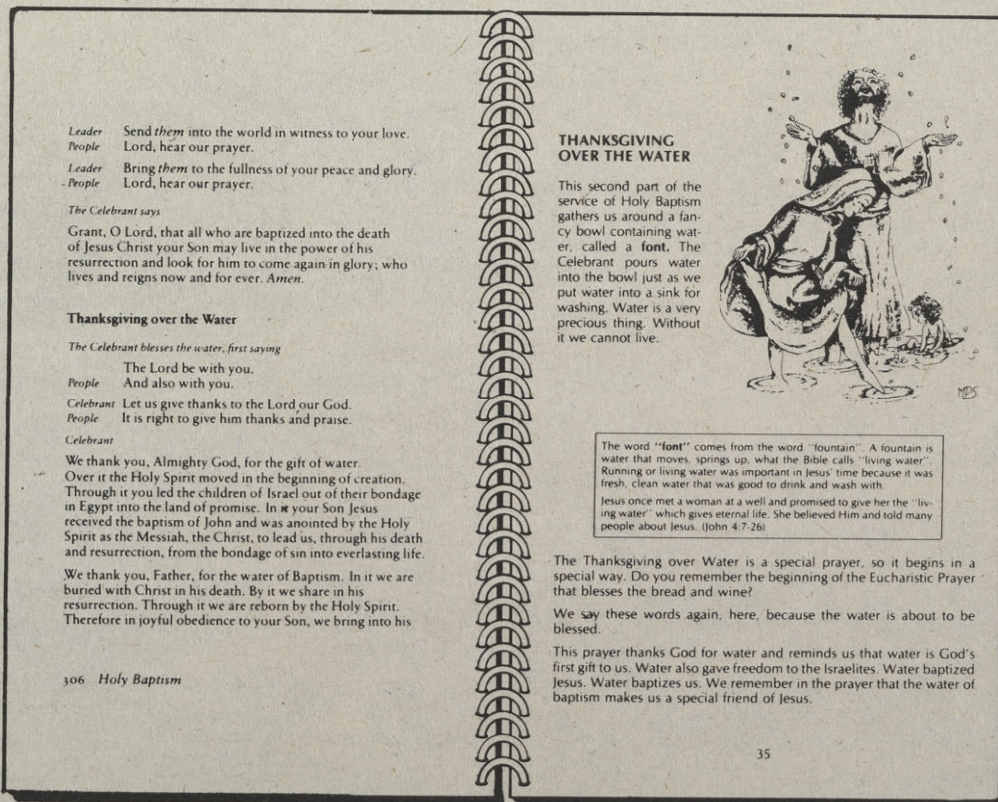 Leader Send them into the world in witness to your love.
People Lord, hear our prayer.
Leader Bring them to the fullness of your peace and glory.
People Lord, hear our prayer.
The Celebrant says
Grant, O Lord, that all who are baptized into the death
of Jesus Christ your Son may live in the power of his
resurrection and look for him to come again in glory; who
lives and reigns now and for ever. Amen.
Thanksgiving over the Water
The Celebrant blesses the water, first saying
The Lord be with you.
People And also with you.
Celebrant Let us give thanks to the Lord our God.
People It is right to give him thanks and praise.
Celebrant
We thank you, Almighty God, for the gift of water.
Over it the Holy Spirit moved in the beginning of creation.
Through it you led the children of Israel out of their bondage
in Egypt into the land of promise. In your Son Jesus
received the baptism of John and was anointed by the Holy
Spirit as the Messiah, the Christ, to lead us, through his death
and resurrection, from the bondage of sin into everlasting life.
We thank you, Father, for the water of Baptism. In it we are
buried with Christ in his death. By it we share in his
resurrection. Through it we are reborn by the Holy Spirit.
Therefore in joyful obedience to your Son, we bring into his
306 Holy Baptism
THANKSGIVING
OVER THE WATER
This second part of the
service of Holy Baptism
gathers us around a fan-
cy bowl containing wat-
er, called a font. The
Celebrant pours water
into the bowl just as we
put water into a sink for
washing. Water is a very
precious thing. Without
it we cannot live.
MDS
The word "font" comes from the word "fountain". A fountain is
water that moves, springs up, what the Bible calls "living water".
Running or living water was important in Jesus' time because it was
fresh, clean water that was good to drink and wash with.
Jesus once met a woman at a well and promised to give her the "liv-
ing water" which gives eternal life. She believed Him and told many
people about Jesus. (John 4:7-26)
The Thanksgiving over Water is a special prayer, so it begins in a
special way. Do you remember the beginning of the Eucharistic Prayer
that blesses the bread and wine?
We say these words again, here, because the water is about to be
blessed.
This prayer thanks God for water and reminds us that water is God's
first gift to us. Water also gave freedom to the Israelites. Water baptized
Jesus. Water baptizes us. We remember in the prayer that the water of
baptism makes us a special friend of Jesus.
35